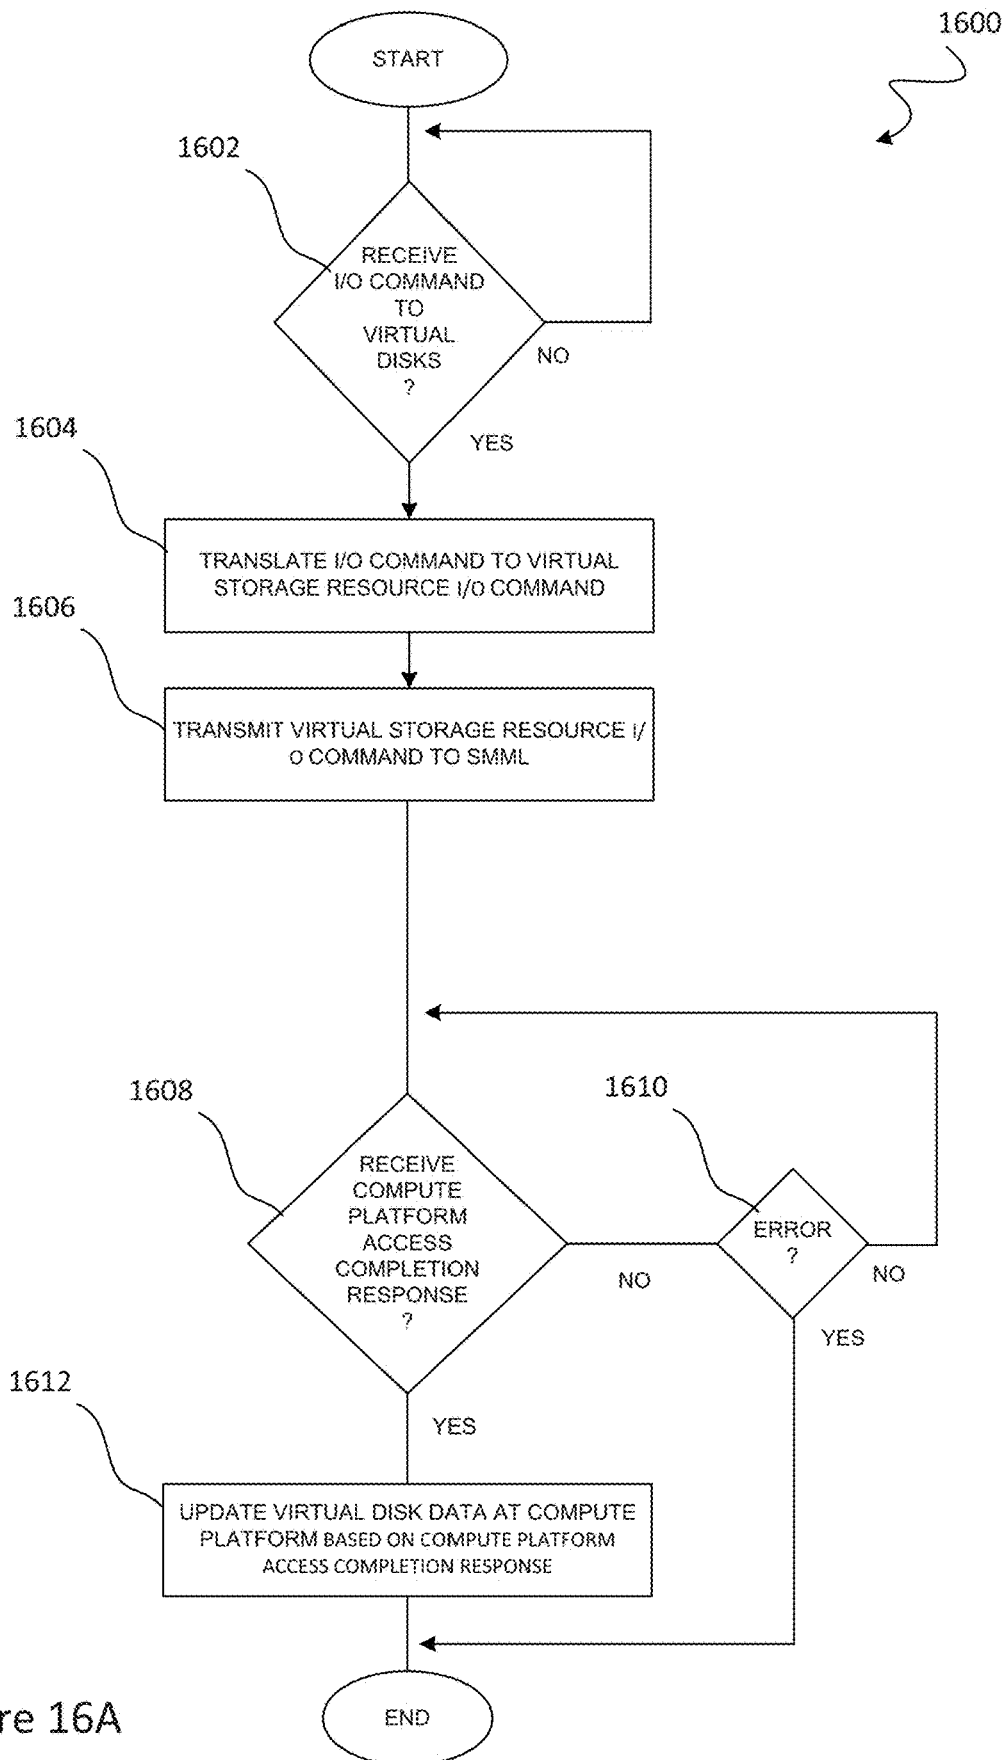 1600
START
1602
RECEIVE
I/O COMMAND
TO
VIRTUAL
DISKS
?
NO
YES
1604
TRANSLATE I/O COMMAND TO VIRTUAL
STORAGE RESOURCE I/O COMMAND
1606
TRANSMIT VIRTUAL STORAGE RESOURCE I/
O COMMAND TO SMML
1608
RECEIVE
COMPUTE
PLATFORM
ACCESS
COMPLETION
RESPONSE
?
NO
1610
ERROR
?
NO
YES
YES
1612
UPDATE VIRTUAL DISK DATA AT COMPUTE
PLATFORM BASED ON COMPUTE PLATFORM
ACCESS COMPLETION RESPONSE
END
re 16A